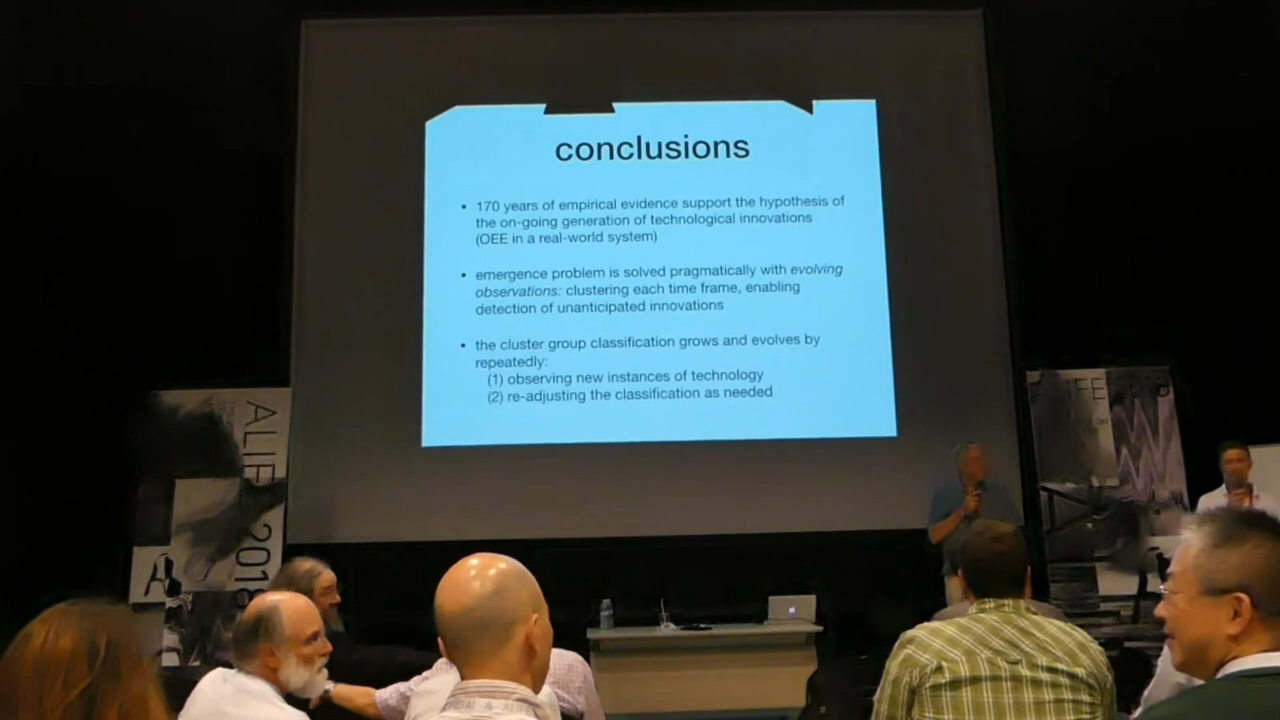 conclusions
• 170 years of empirical evidence support the hypothesis of
the on-going generation of technological innovations
(OEE in a real-world system)
• emergence problem is solved pragmatically with evolving
observations: clustering each time frame, enabling
detection of unanticipated innovations
• the cluster group classification grows and evolves by
repeatedly:
(1) observing new instances of technology
(2) re-adjusting the classification as needed
ALIFE 2018